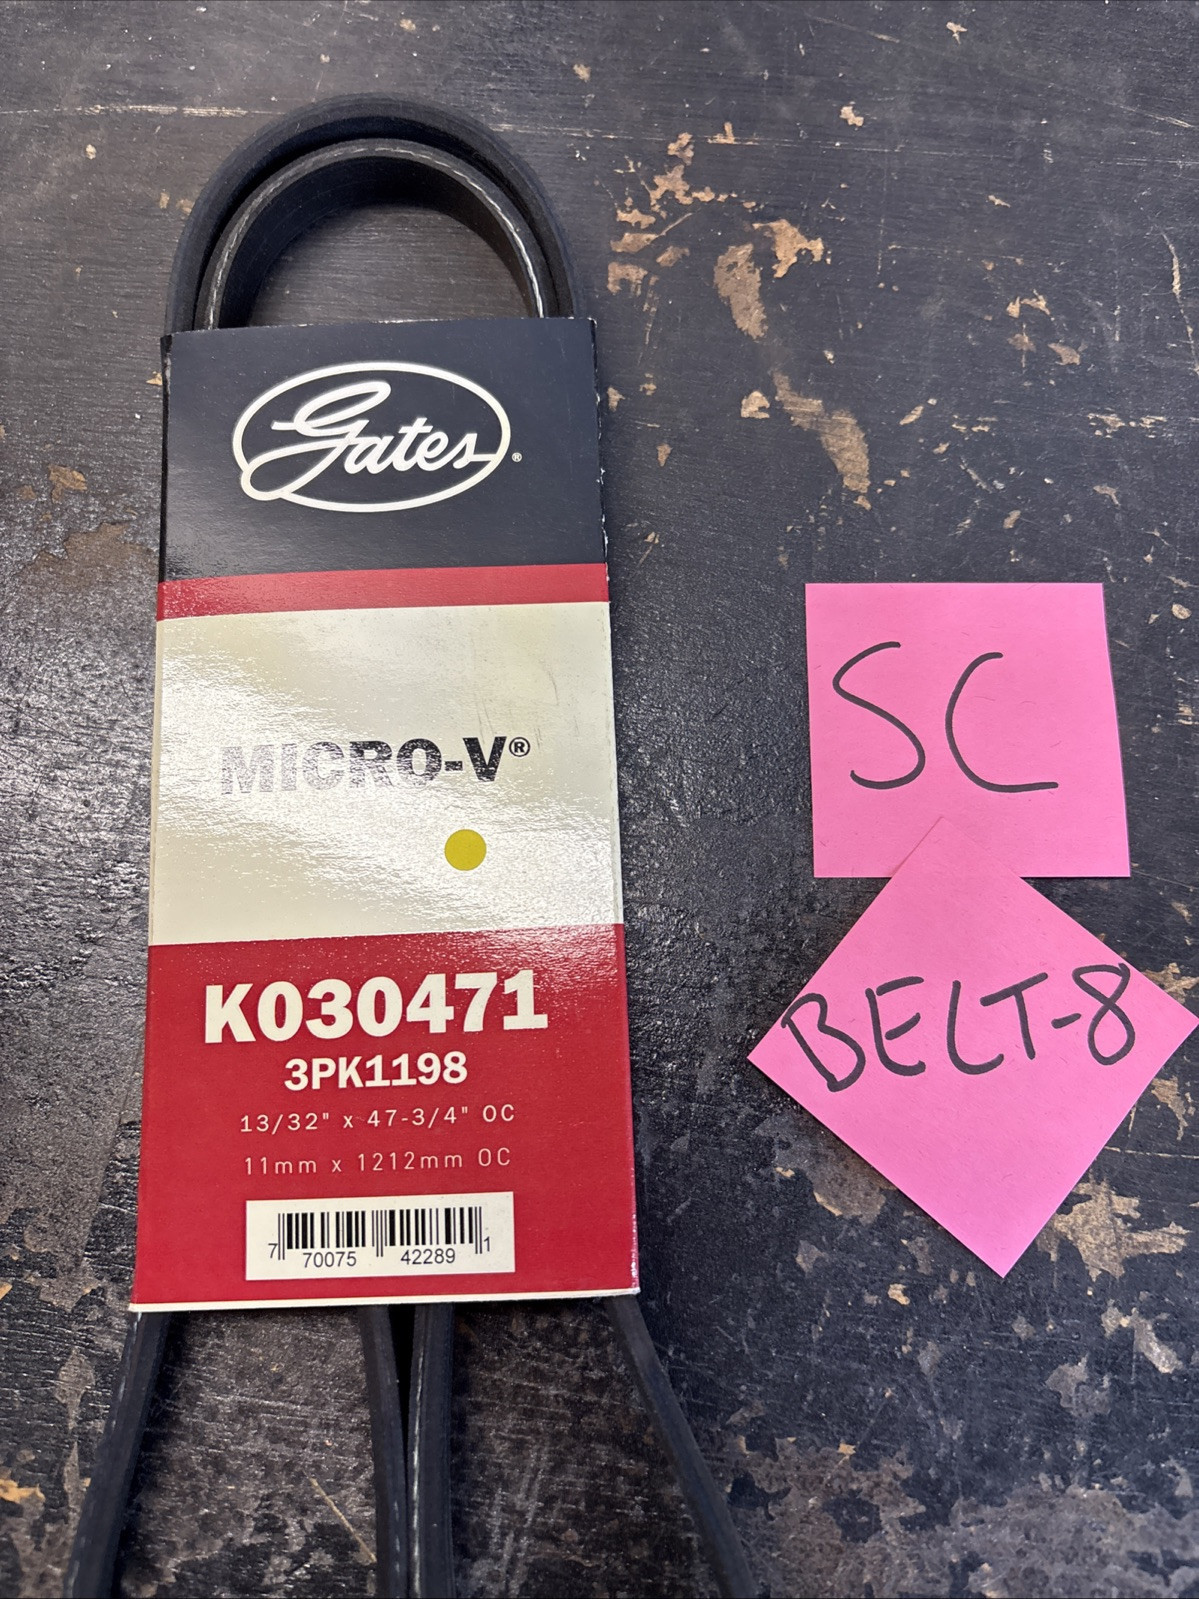 Gates®
MICRO-V®
K030471
3PK1198
13/32" x 47-3/4" OC
11mm x 1212mm OC
7 70075 42289 1
SC
BELT-8